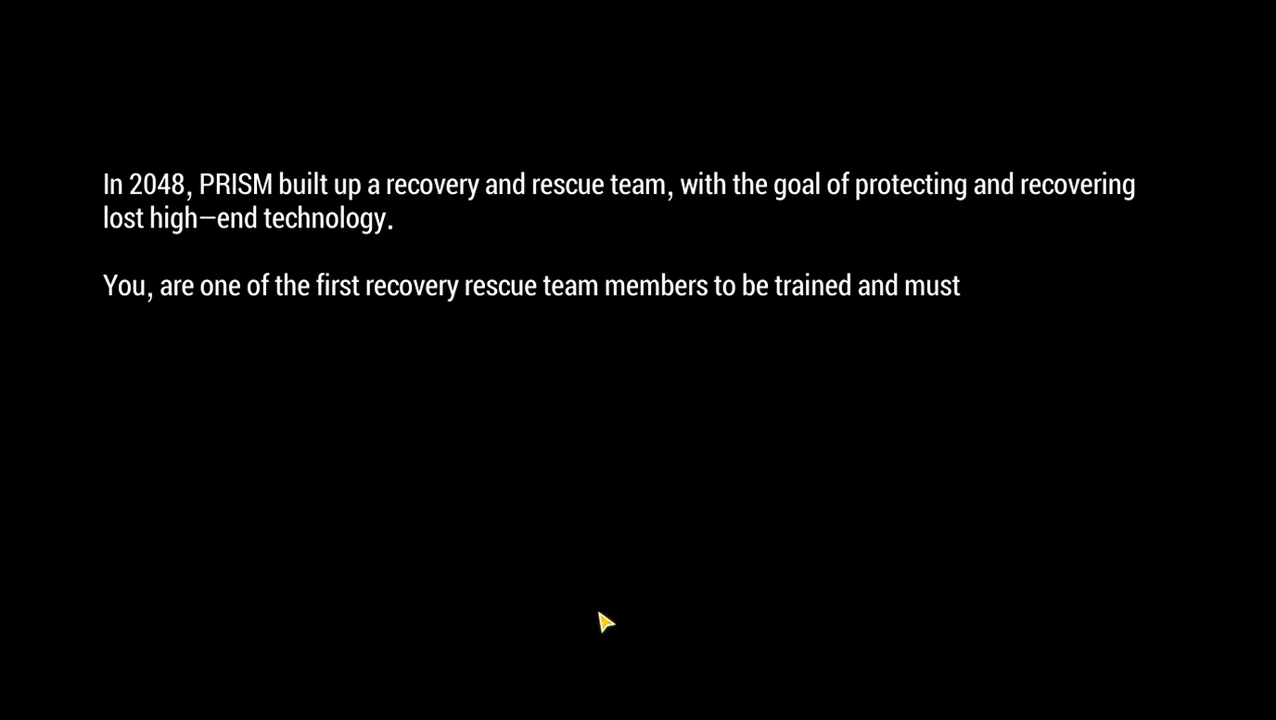 In 2048, PRISM built up a recovery and rescue team, with the goal of protecting and recovering
lost high–end technology.
You, are one of the first recovery rescue team members to be trained and must